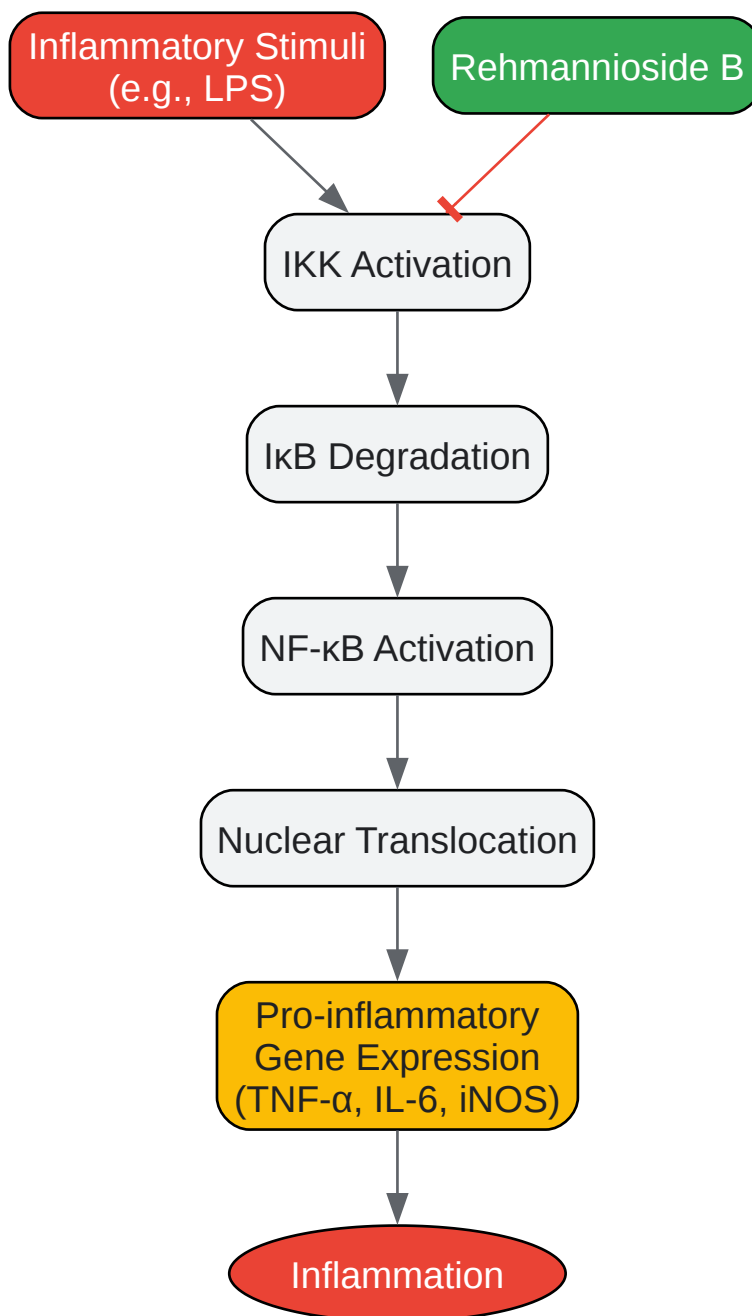 Inflammatory Stimuli
(e.g., LPS)
Rehmannioside B
IKK Activation
IκB Degradation
NF-κB Activation
Nuclear Translocation
Pro-inflammatory
Gene Expression
(TNF-α, IL-6, iNOS)
Inflammation